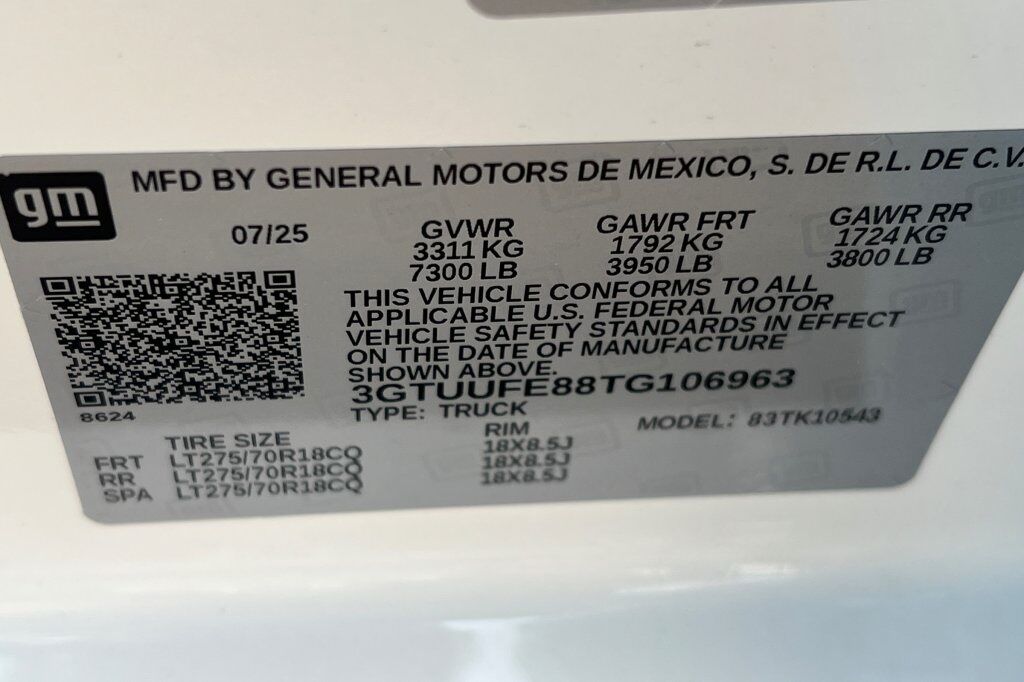 gm
MFD BY GENERAL MOTORS DE MEXICO, S. DE R.L. DE C.V.
07/25
GVWR
3311 KG
7300 LB
GAWR FRT
1792 KG
3950 LB
GAWR RR
1724 KG
3800 LB
THIS VEHICLE CONFORMS TO ALL
APPLICABLE U.S. FEDERAL MOTOR
VEHICLE SAFETY STANDARDS IN EFFECT
ON THE DATE OF MANUFACTURE
SHOWN ABOVE.
3GTUUFE88TG106963
8624
TYPE: TRUCK
MODEL: 83TK10543
TIRE SIZE
RIM
FRT LT275/70R18CQ 18X8.5J
RR LT275/70R18CQ 18X8.5J
SPA LT275/70R18CQ 18X8.5J